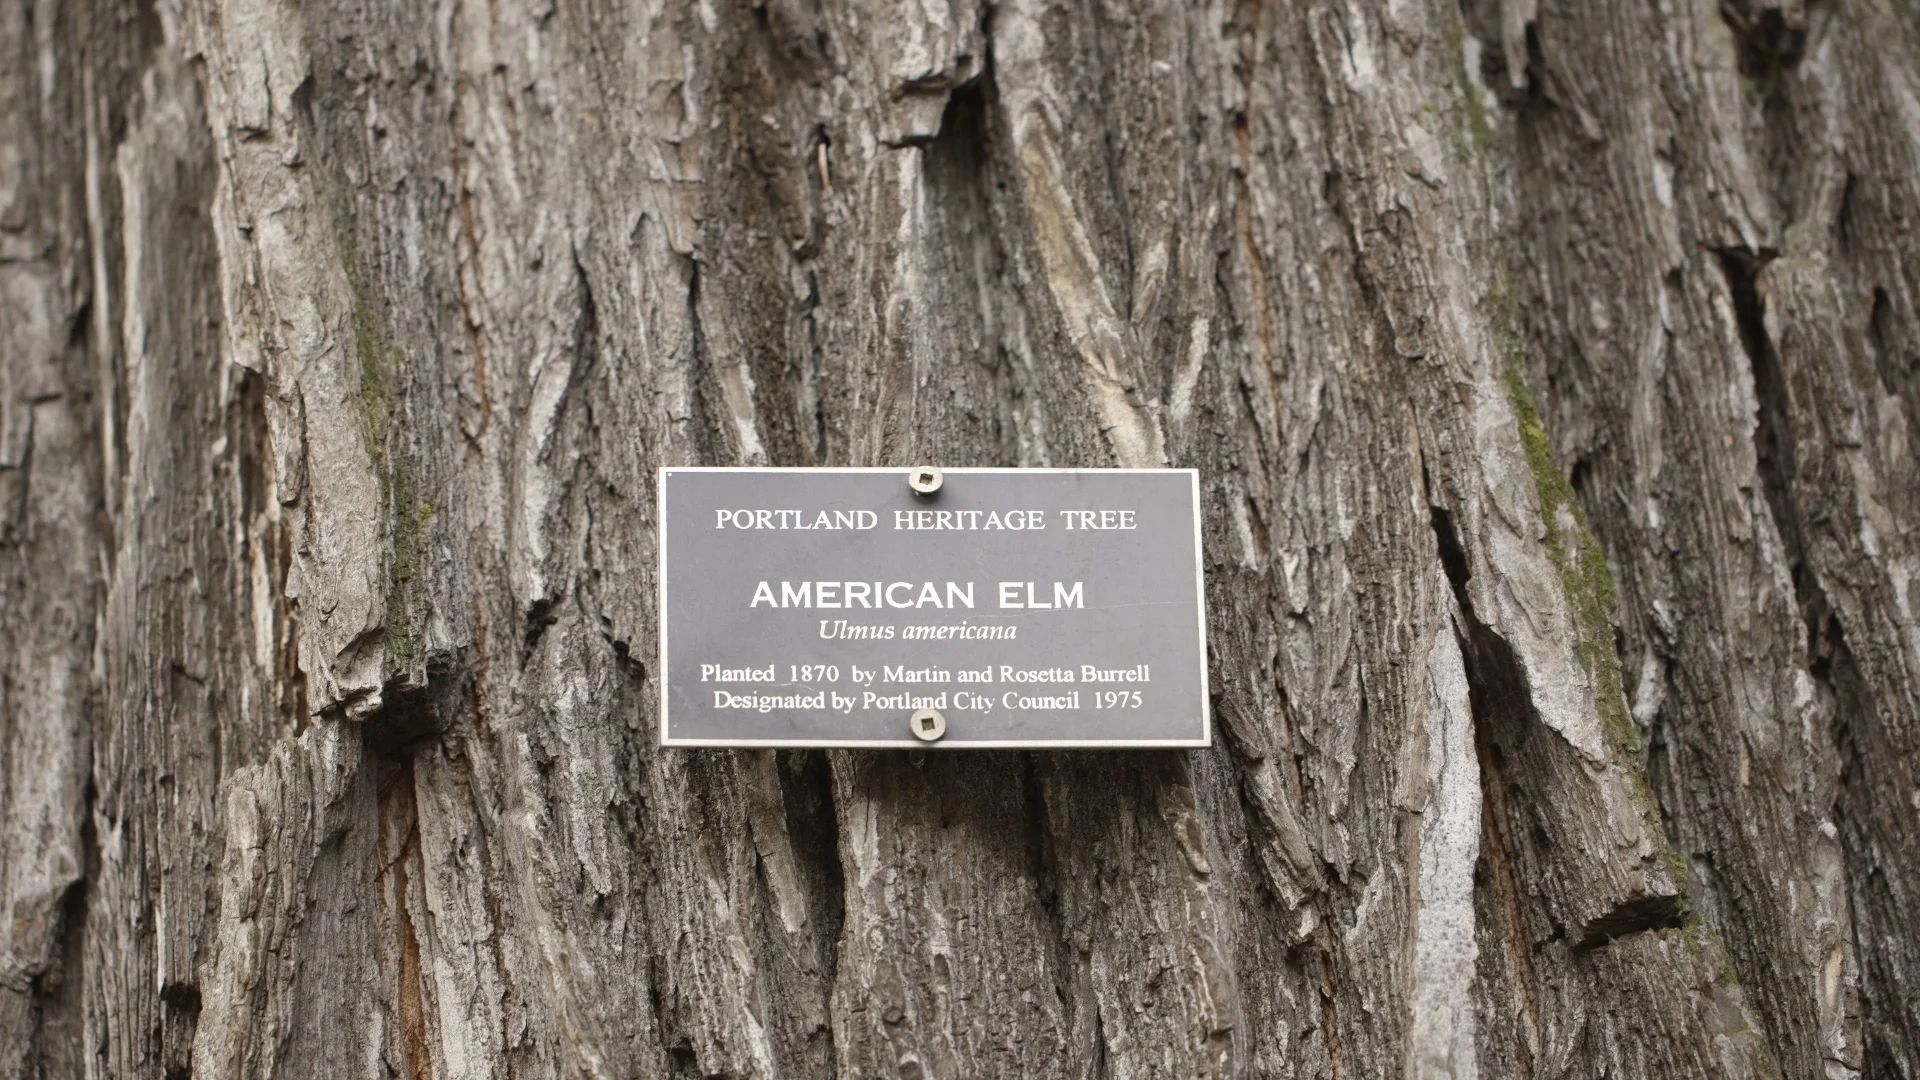 PORTLAND HERITAGE TREE
AMERICAN ELM
Ulmus americana
Planted 1870 by Martin and Rosetta Burrell
Designated by Portland City Council 1975